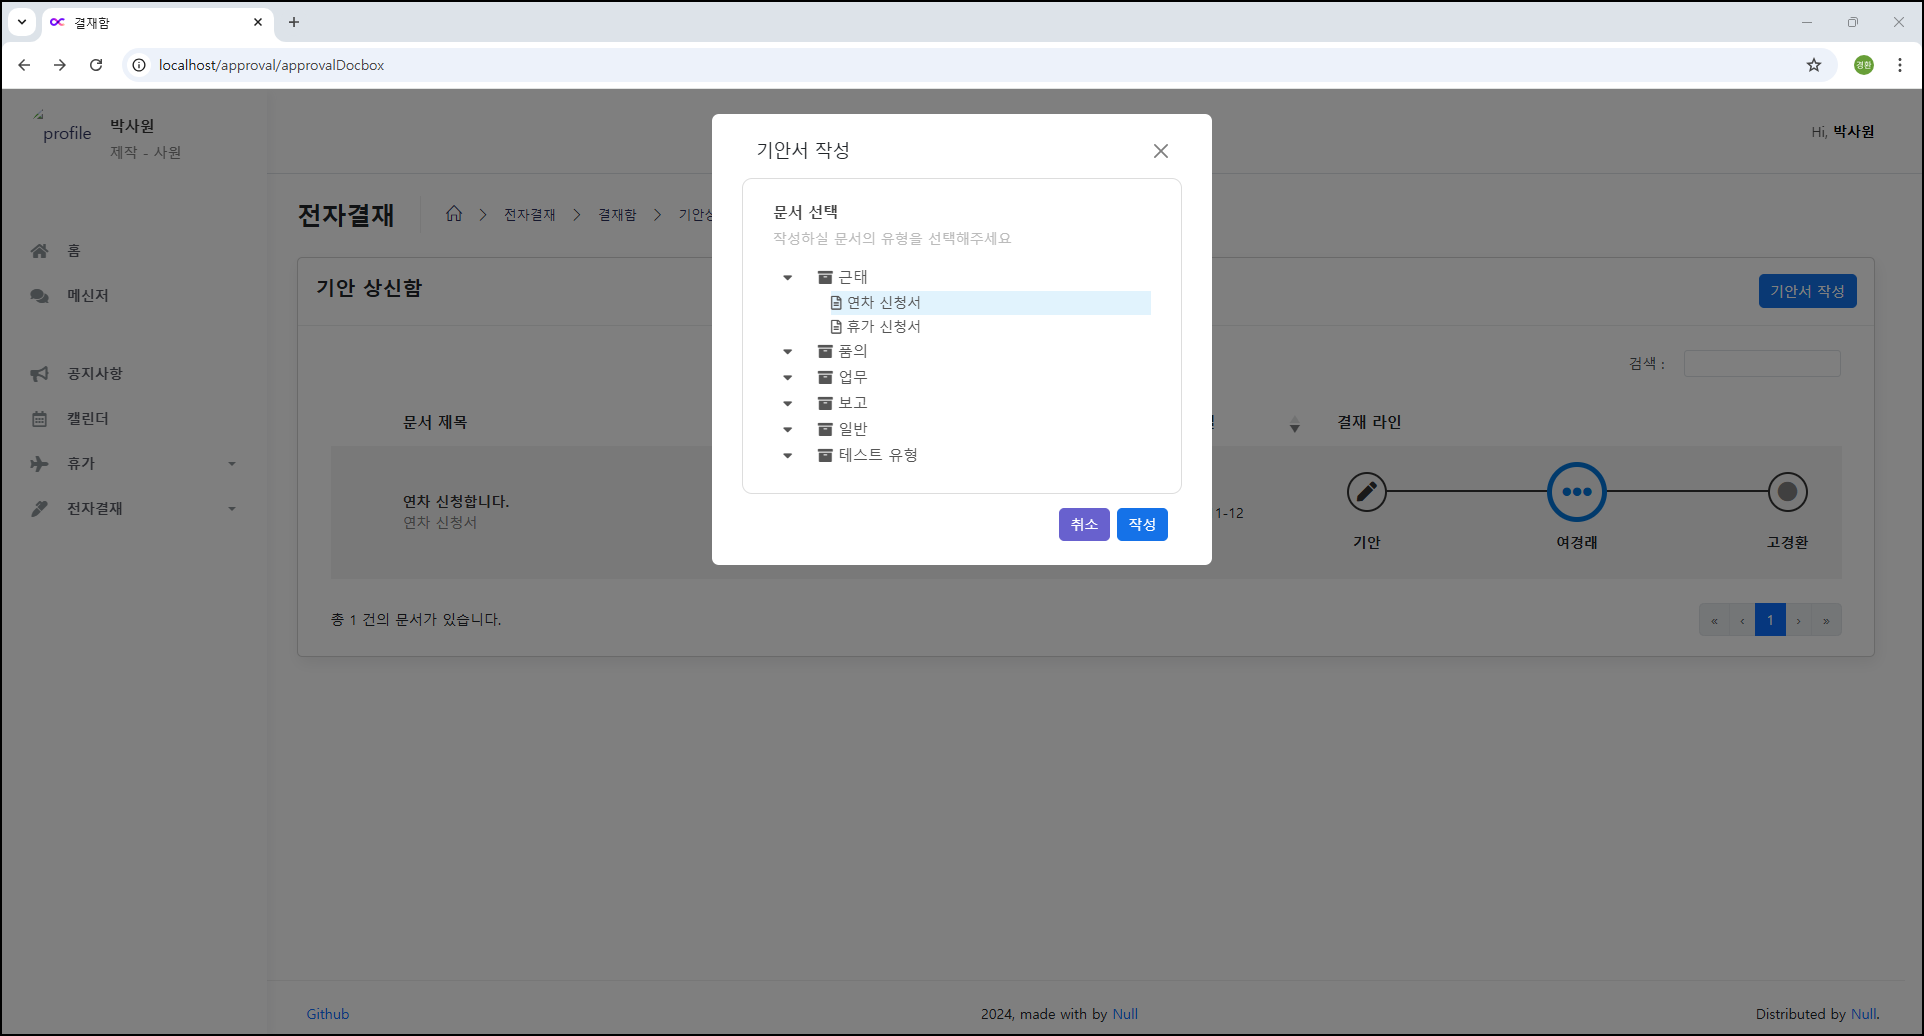 결재함
localhost/approval/approvalDocbox
경환
profile
박사원
제작 - 사원
Hi, 박사원
홈
메신저
공지사항
캘린더
휴가
전자결재
전자결재
전자결재
결재함
기안 상신함
기안서 작성
검색 :
문서 제목
결재 라인
연차 신청합니다.
연차 신청서
1-12
기안
여경래
고경환
총 1 건의 문서가 있습니다.
« ‹ 1 › »
기안서 작성
문서 선택
작성하실 문서의 유형을 선택해주세요
근태
연차 신청서
휴가 신청서
품의
업무
보고
일반
테스트 유형
취소 작성
Github
2024, made with by Null
Distributed by Null.